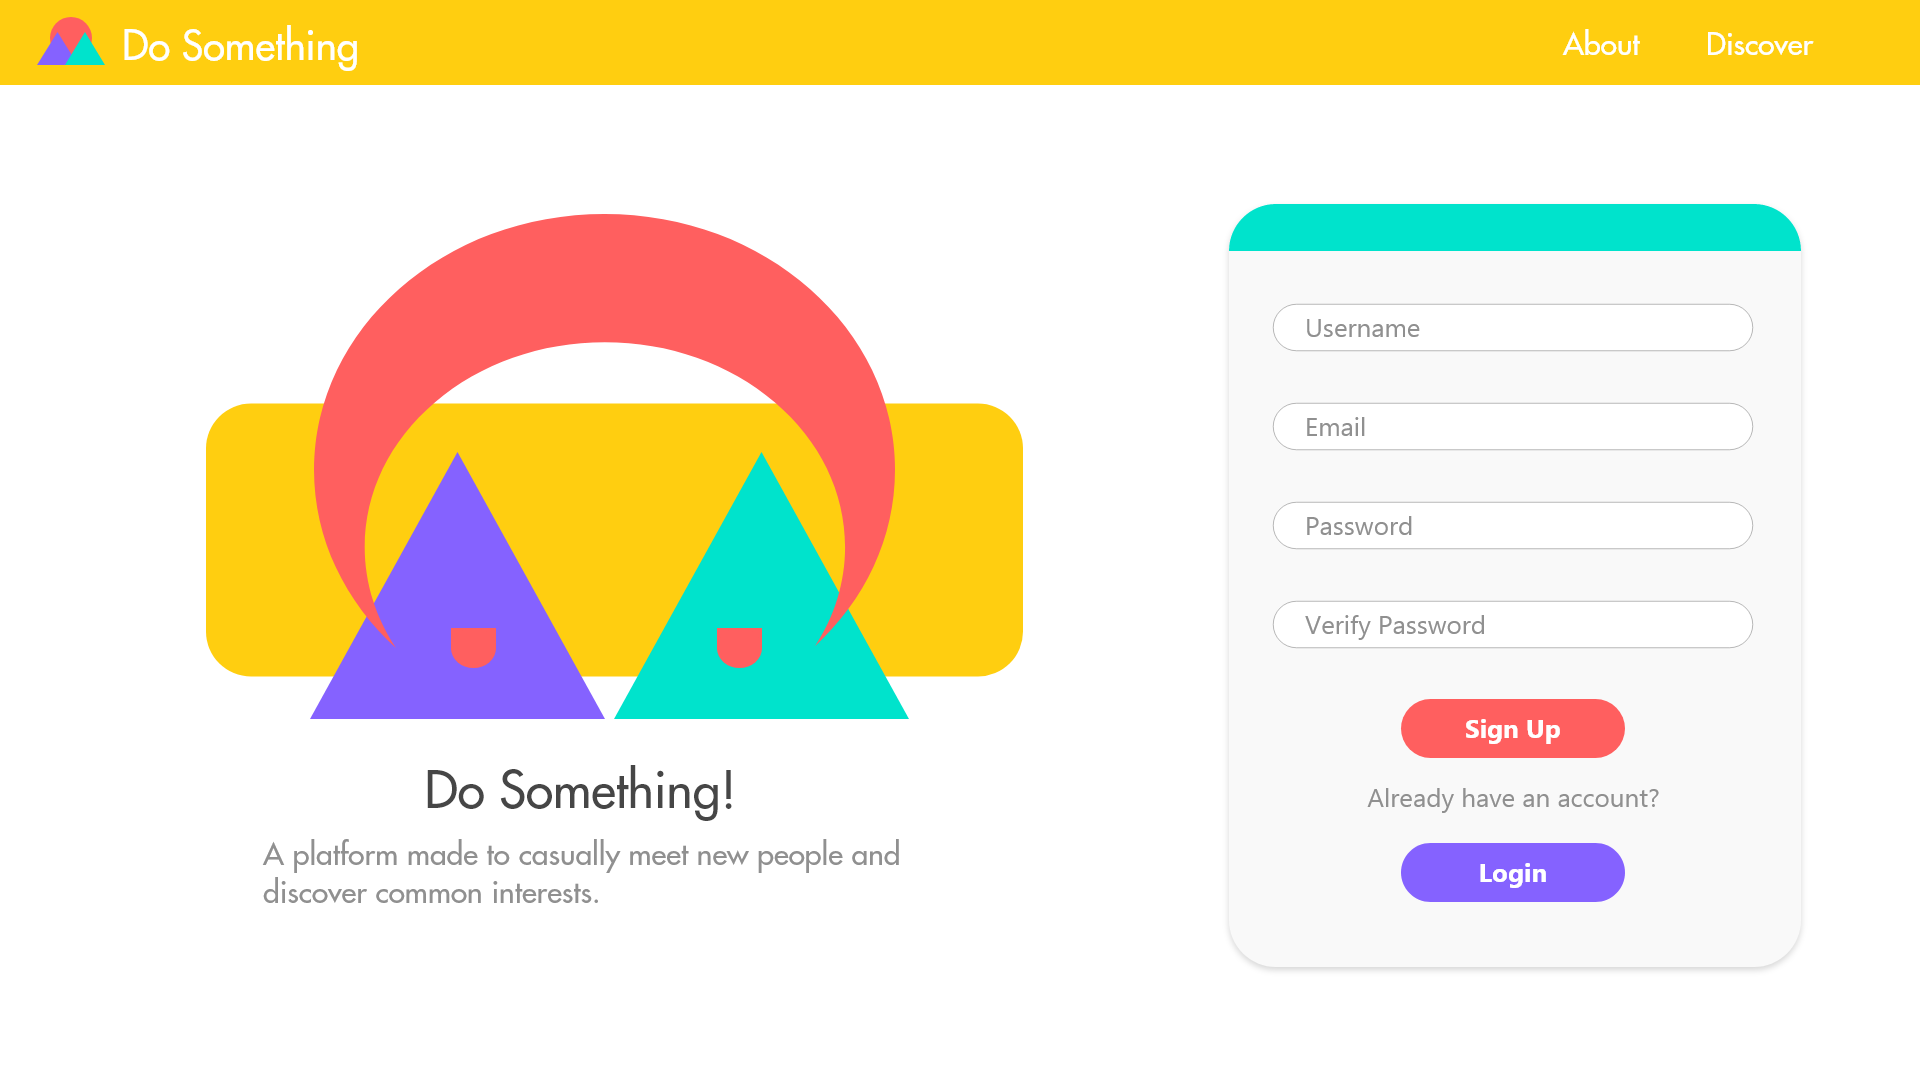 Do Something
About
Discover
Do Something!
A platform made to casually meet new people and
discover common interests.
Username
Email
Password
Verify Password
Sign Up
Already have an account?
Login